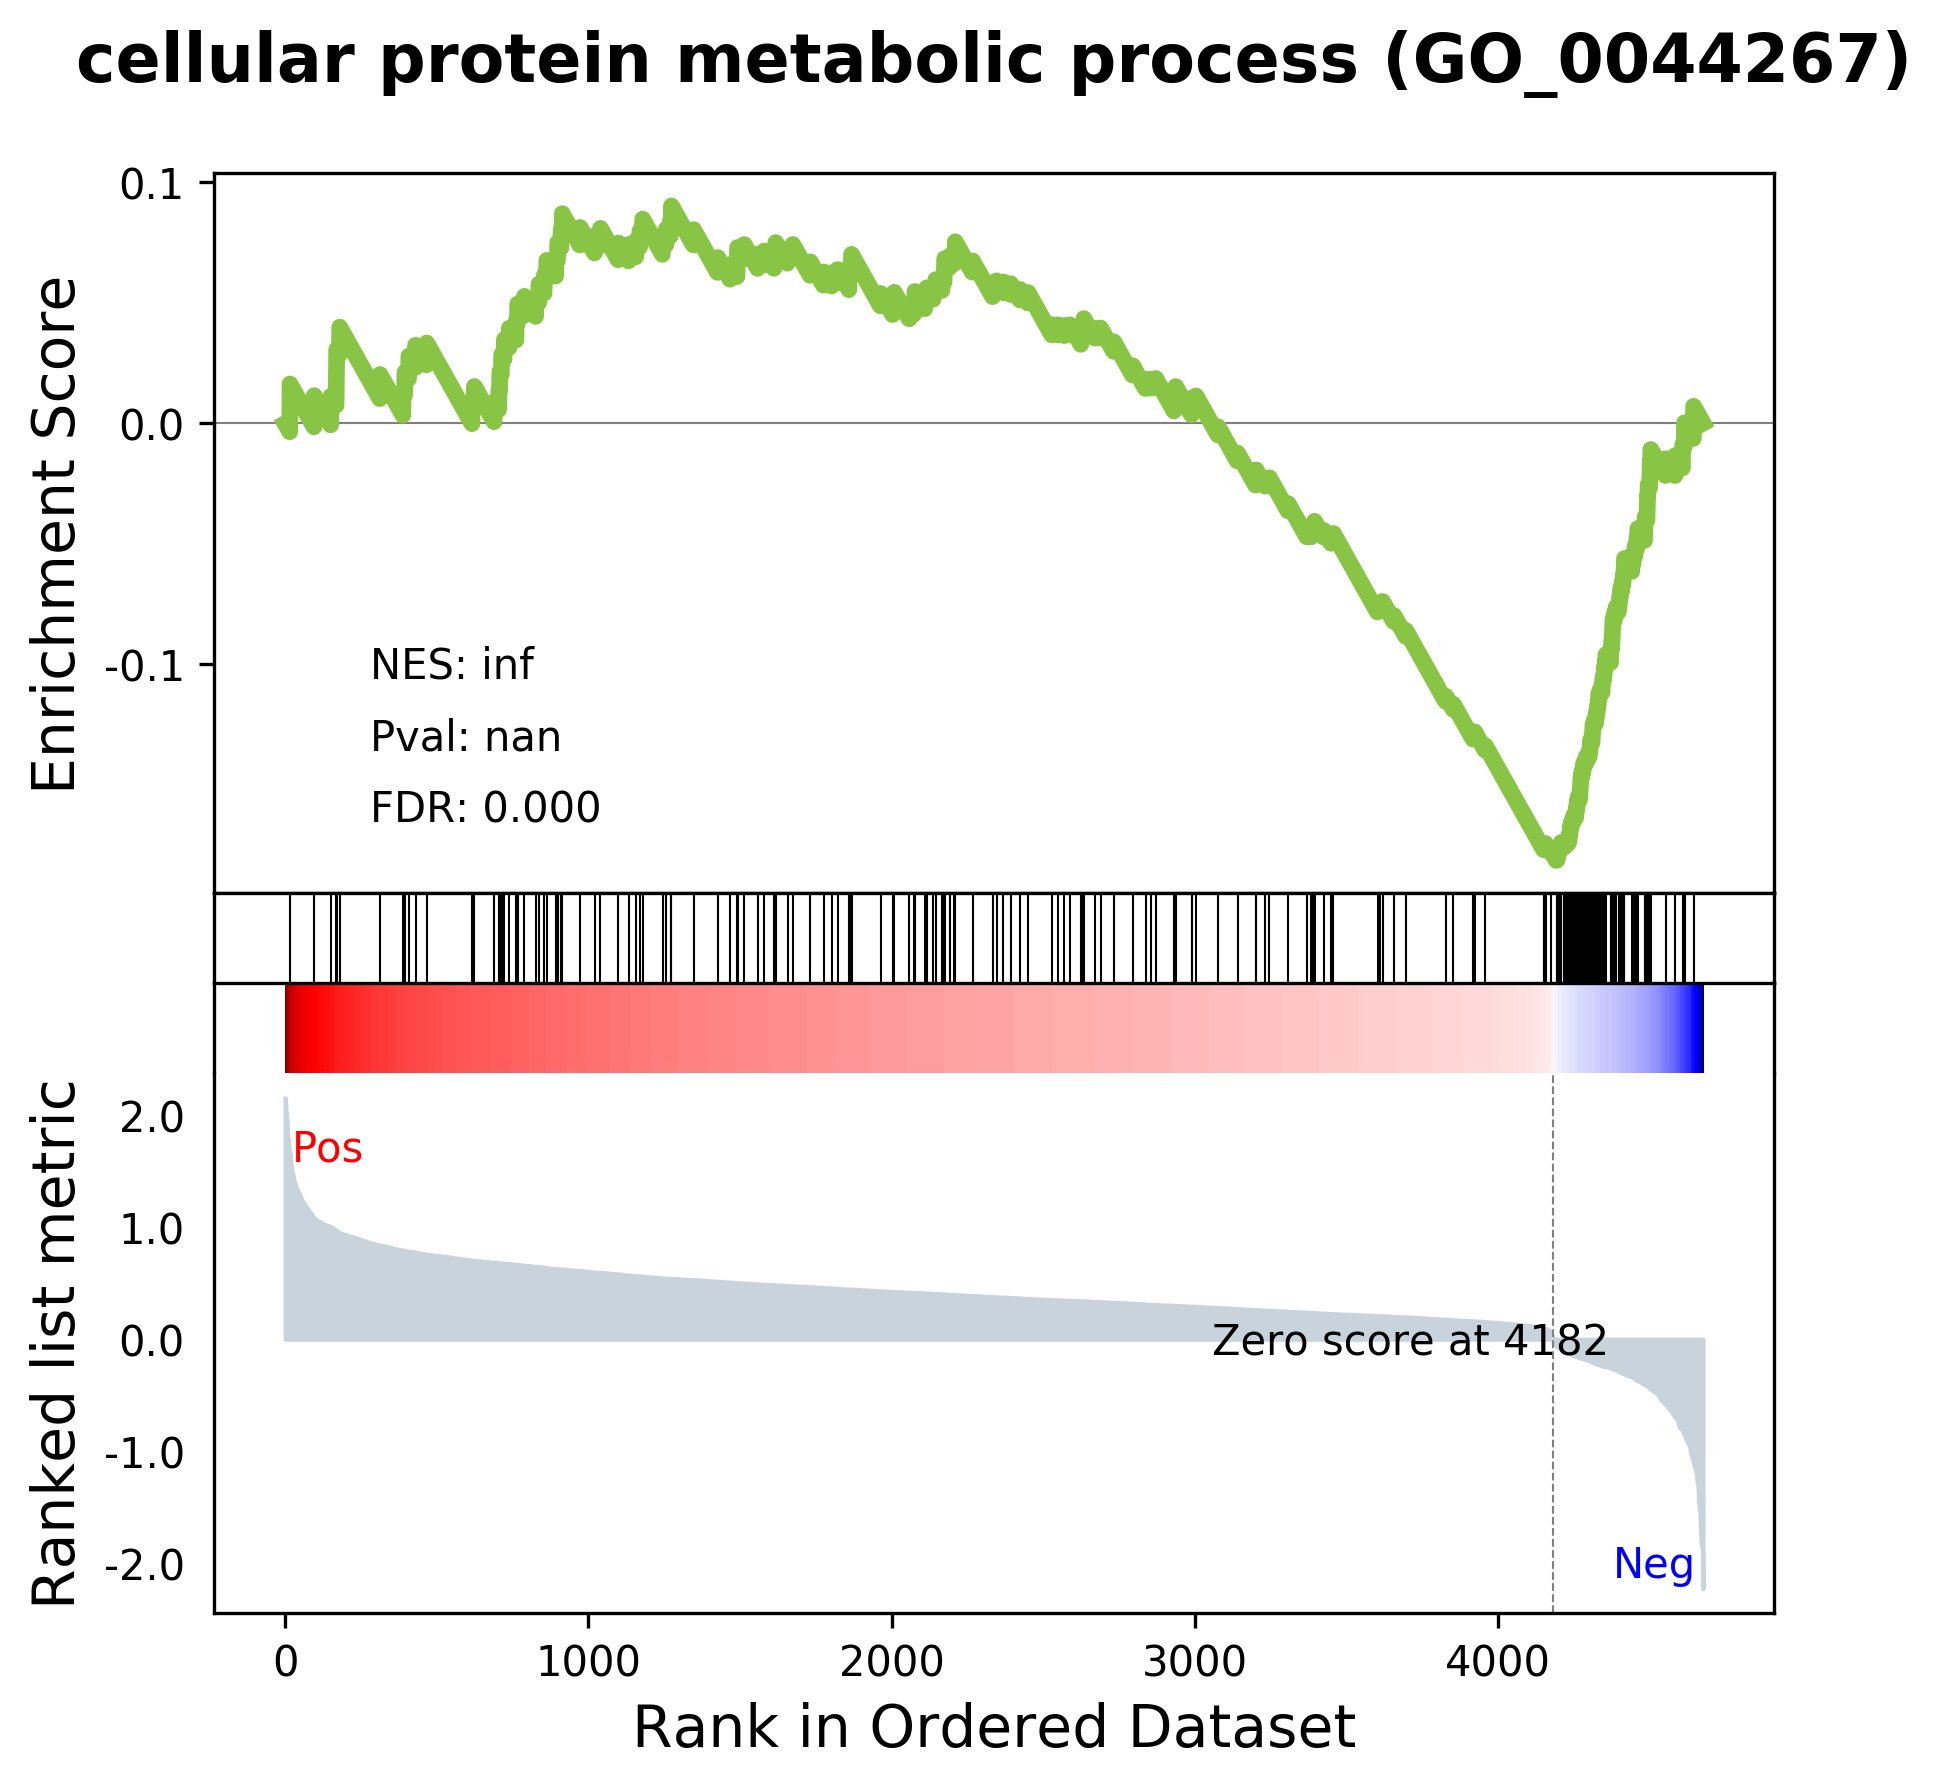 cellular protein metabolic process (GO_0044267)
0.1
0.0
-0.1
Enrichment Score
NES: inf
Pval: nan
FDR: 0.000
2.0
1.0
0.0
-1.0
-2.0
Ranked list metric
Pos
Zero score at 4182
Neg
0 1000 2000 3000 4000
Rank in Ordered Dataset